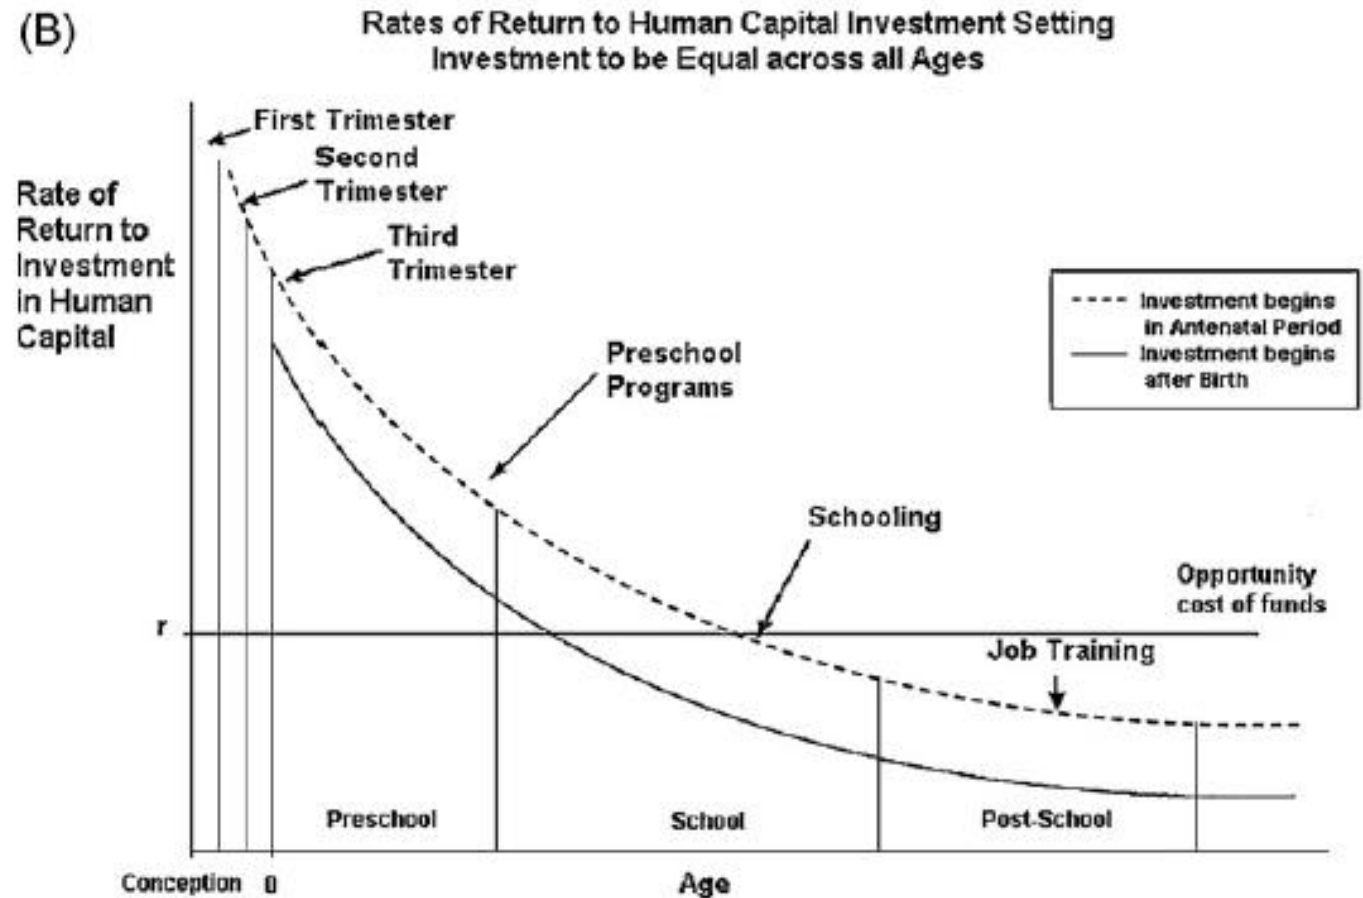 (B)
Rates of Return to Human Capital Investment Setting
Investment to be Equal across all Ages
First Trimester
Second
Trimester
Third
Trimester
Rate of
Return to
Investment
in Human
Capital
Investment begins
in Antenatal Period
Investment begins
after Birth
Preschool
Programs
Schooling
Opportunity
cost of funds
r
Job Training
Preschool
School
Post-School
Conception 0
Age